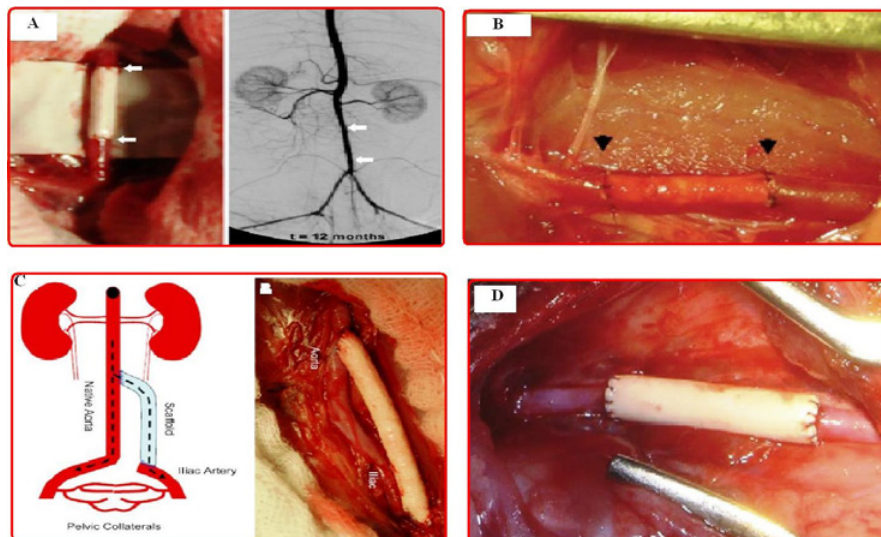 A
t = 12 months
B
C
Native Aorta
Scaffold
Iliac Artery
Pelvic Collaterals
Aorta
Iliac
D